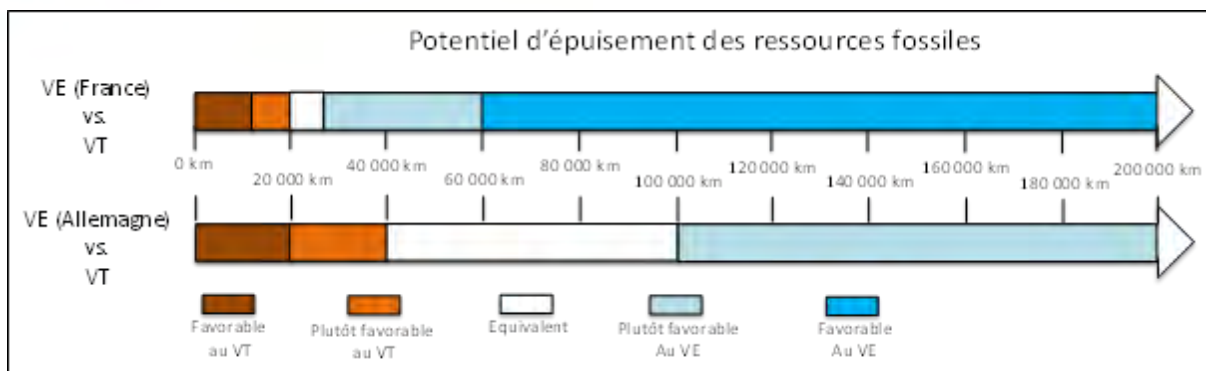 Potentiel d'épuisement des ressources fossiles
VE (France)
vs.
VT
0 km
20 000 km
40 000 km
60 000 km
80 000 km
100 000 km
120 000 km
140 000 km
160 000 km
180 000 km
200 000 km
VE (Allemagne)
vs.
VT
Favorable
au VT
Plutôt favorable
au VT
Equivalent
Plutôt favorable
Au VE
Favorable
Au VE